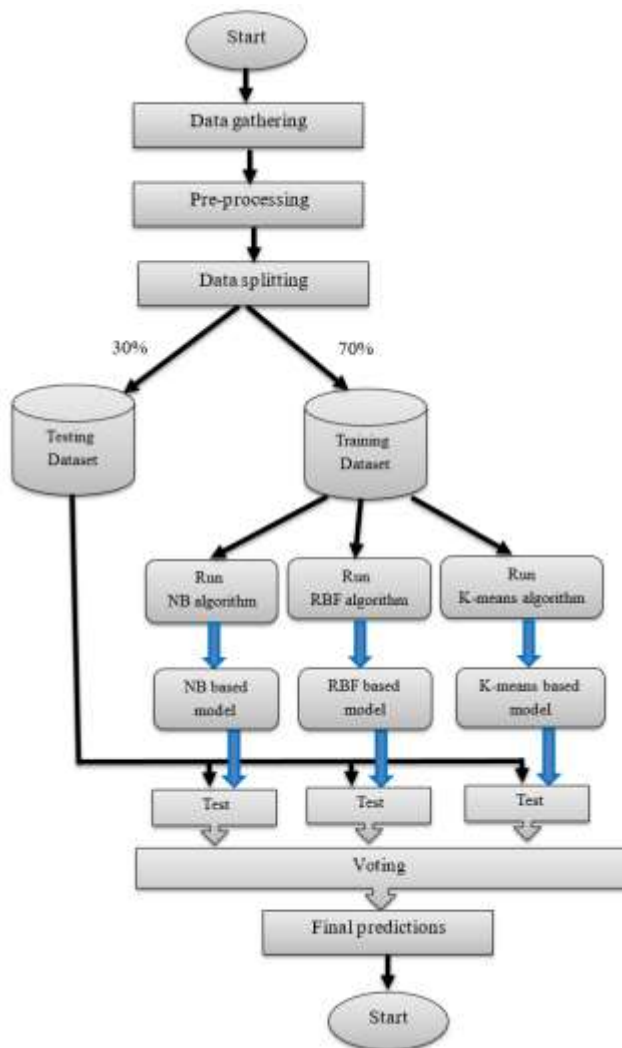 Start
Data gathering
Pre-processing
Data splitting
30%
70%
Testing
Dataset
Training
Dataset
Run
NB algorithm
Run
RBF algorithm
Run
K-means algorithm
NB based
model
RBF based
model
K-means based
model
Test
Test
Test
Voting
Final predictions
Start